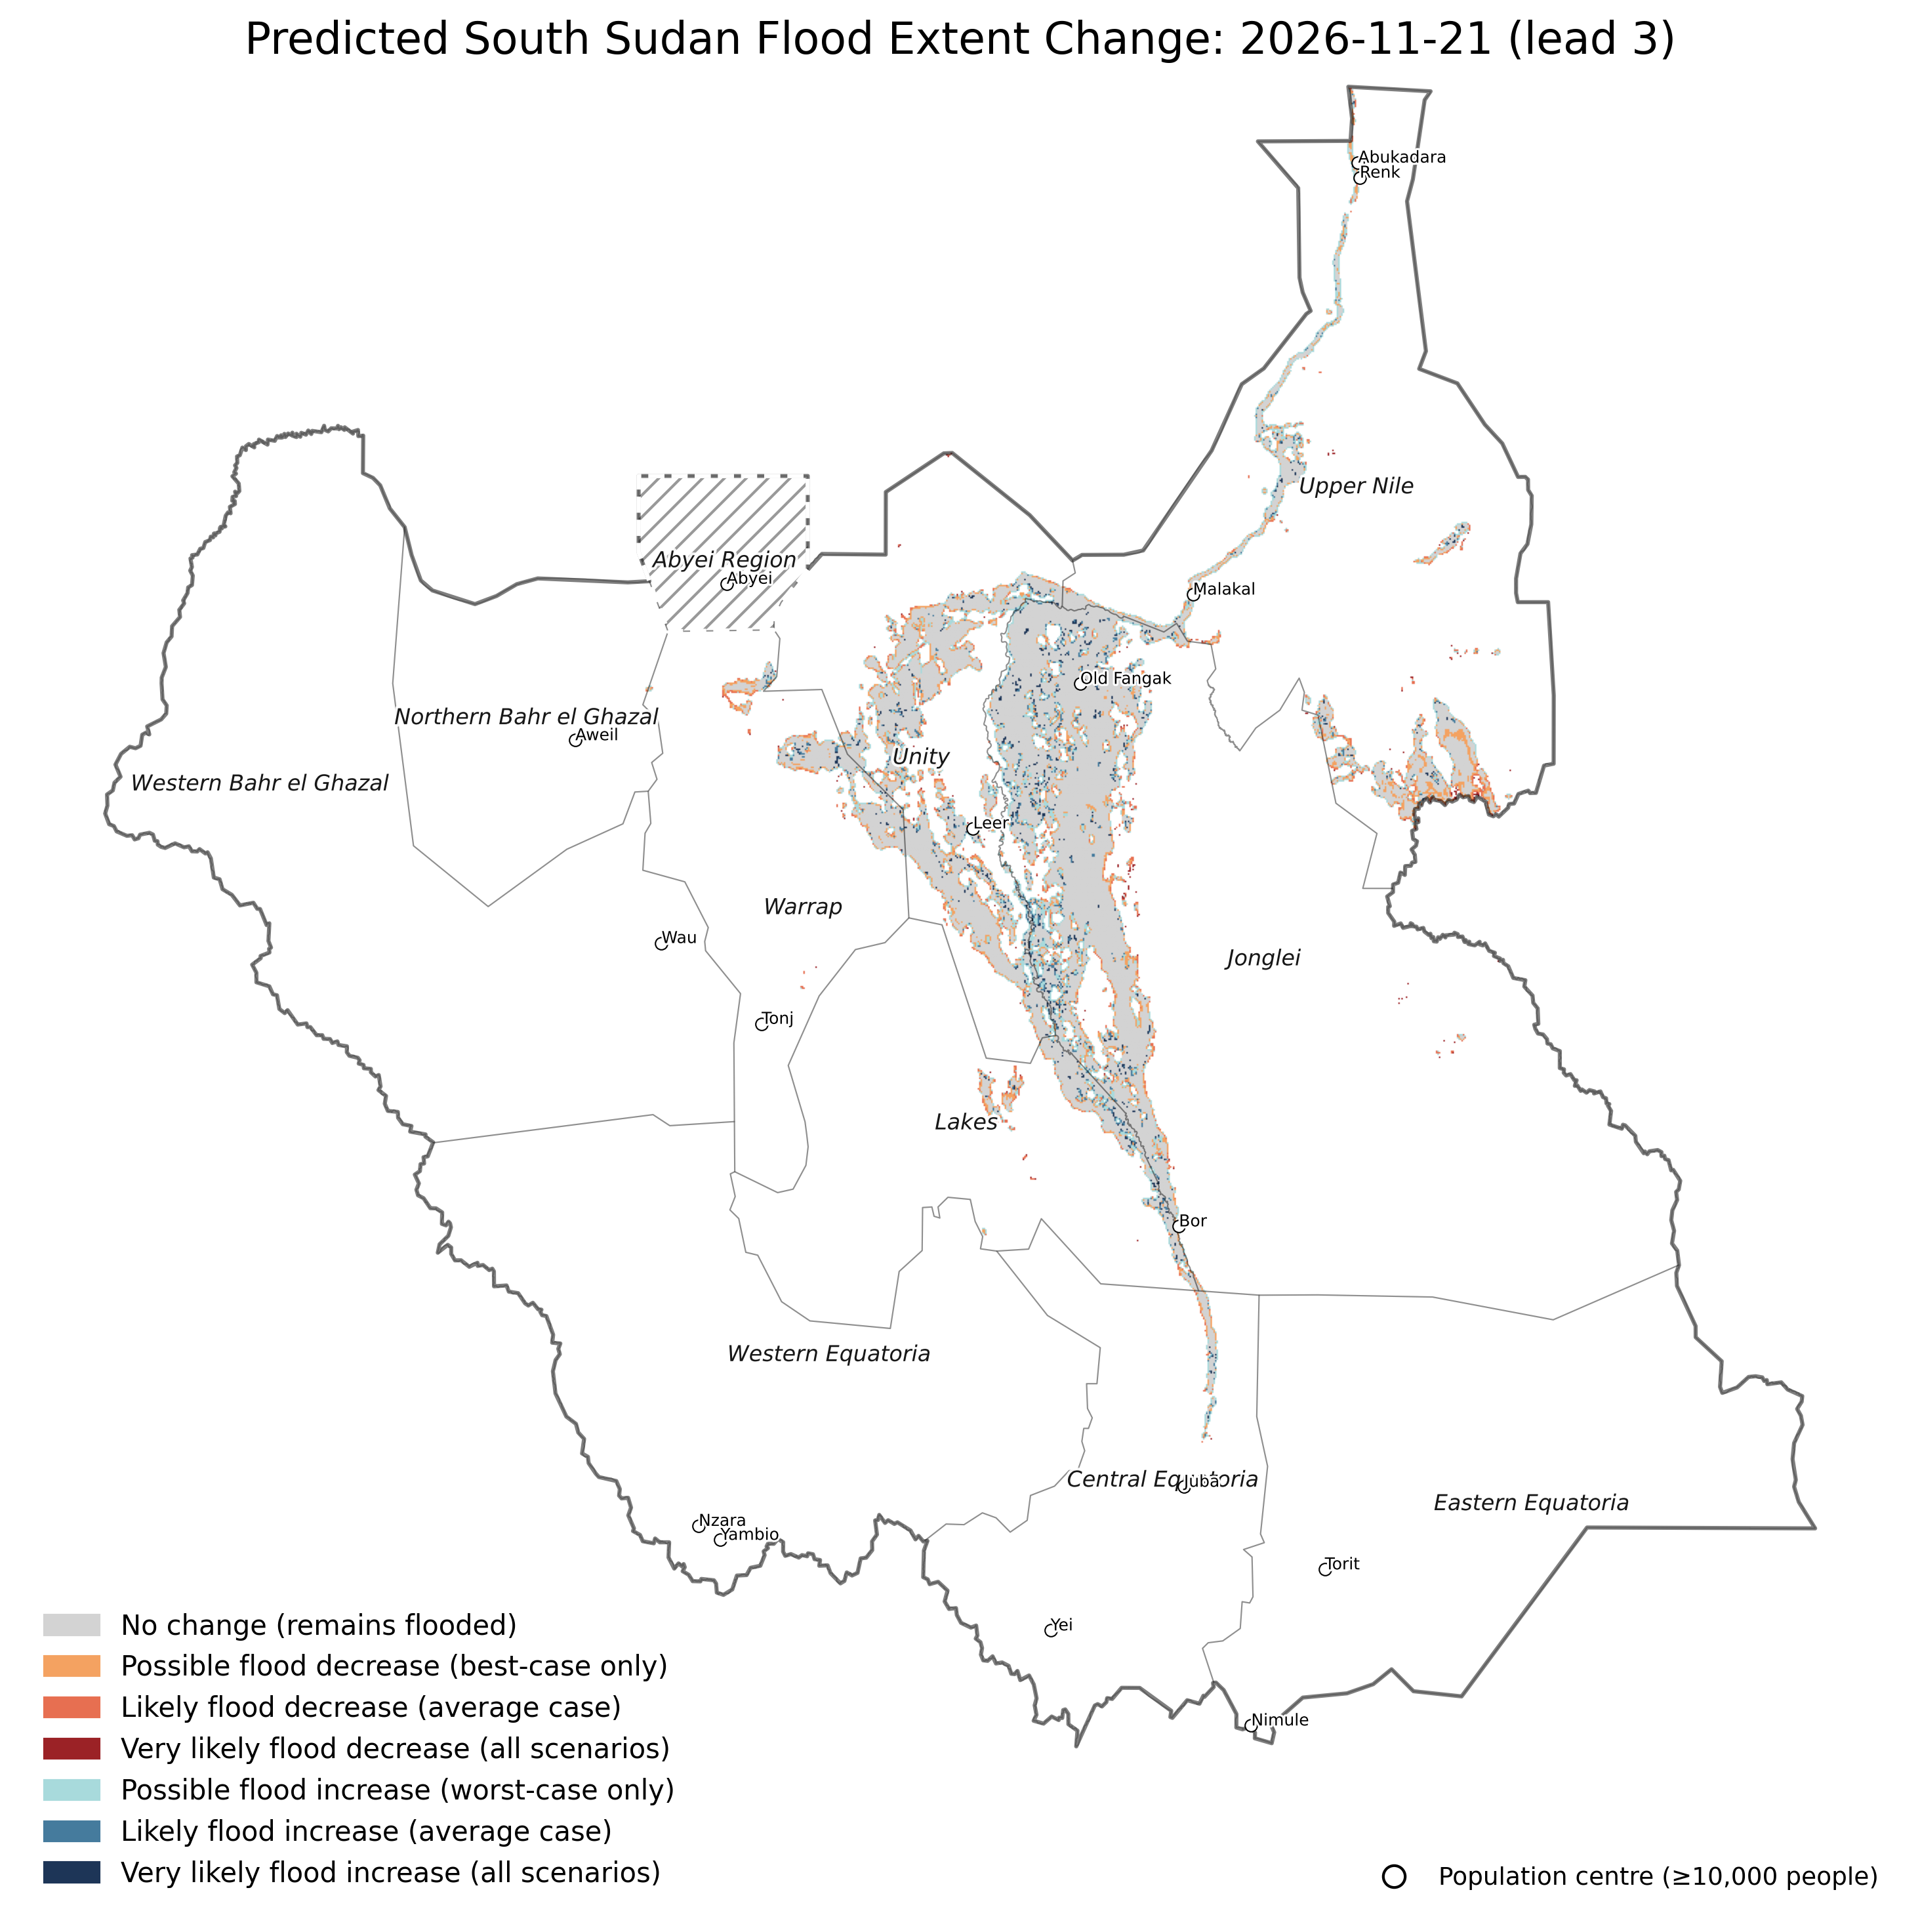 Predicted South Sudan Flood Extent Change: 2026-11-21 (lead 3)
Abukadara
Renk
Upper Nile
Abyei Region
Abyei
Malakal
Old Fangak
Northern Bahr el Ghazal
Aweil
Unity
Western Bahr el Ghazal
Leer
Warrap
Wau
Jonglei
Tonj
Lakes
Bor
Western Equatoria
Central Equatoria
Juba
Eastern Equatoria
Nzara
Yambio
Torit
Yei
Nimule
No change (remains flooded)
Possible flood decrease (best-case only)
Likely flood decrease (average case)
Very likely flood decrease (all scenarios)
Possible flood increase (worst-case only)
Likely flood increase (average case)
Very likely flood increase (all scenarios)
Population centre (≥10,000 people)